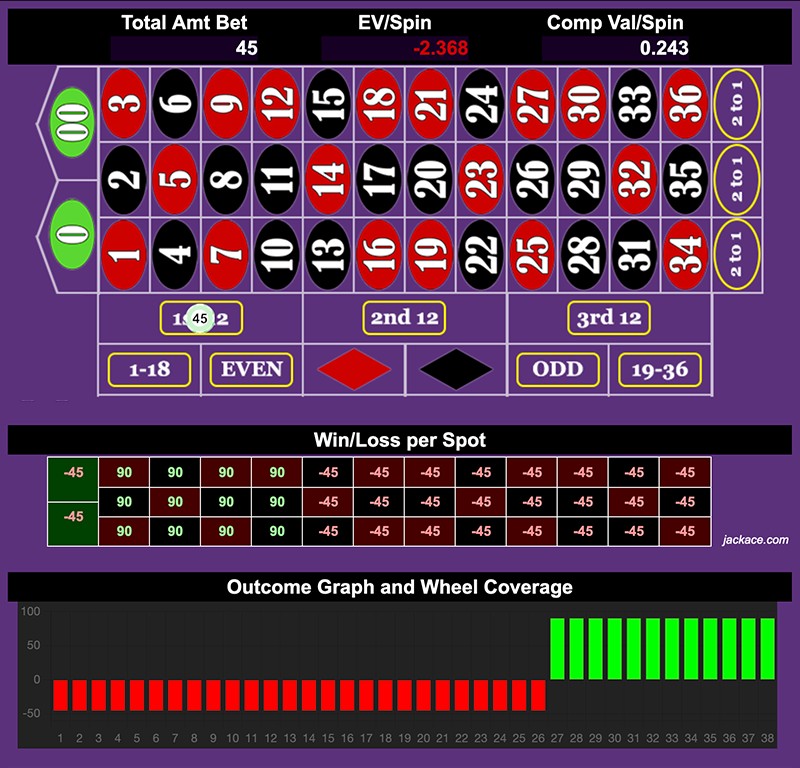 Total Amt Bet EV/Spin Comp Val/Spin
45 -2.368 0.243
00 3 6 9 12 15 18 21 24 27 30 33 36 2 to 1
2 5 8 11 14 17 20 23 26 29 32 35 2 to 1
0 1 4 7 10 13 16 19 22 25 28 31 34 2 to 1
45 2nd 12 3rd 12
1-18 EVEN ODD 19-36
Win/Loss per Spot
-45 90 90 90 90 -45 -45 -45 -45 -45 -45 -45 -45
90 90 90 90 -45 -45 -45 -45 -45 -45 -45 -45
-45 90 90 90 90 -45 -45 -45 -45 -45 -45 -45 -45
jackace.com
Outcome Graph and Wheel Coverage
100
50
0
-50
1 2 3 4 5 6 7 8 9 10 11 12 13 14 15 16 17 18 19 20 21 22 23 24 25 26 27 28 29 30 31 32 33 34 35 36 37 38